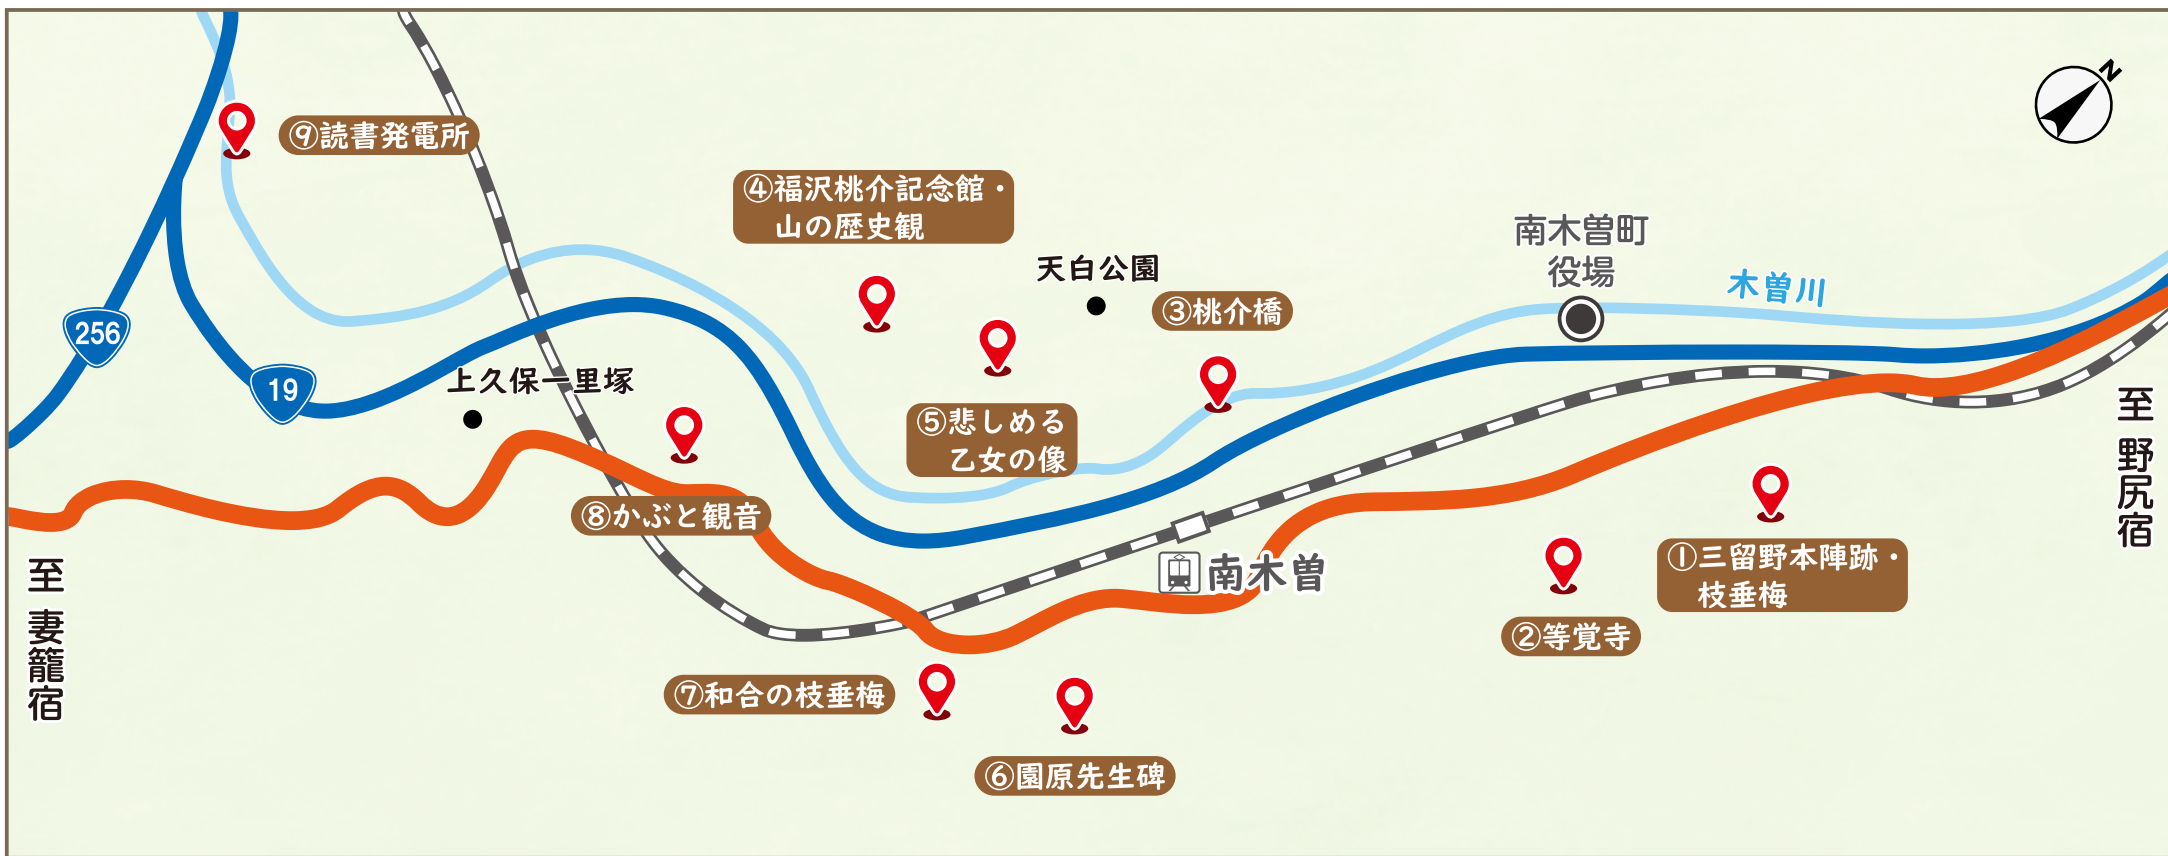 N
⑨読書発電所
④福沢桃介記念館・
山の歴史観
天白公園
③桃介橋
南木曽町
役場
木曽川
256
19
上久保一里塚
⑤悲しめる
乙女の像
至 野尻宿
⑧かぶと観音
南木曽
①三留野本陣跡・
枝垂梅
②等覚寺
至 妻籠宿
⑦和合の枝垂梅
⑥園原先生碑